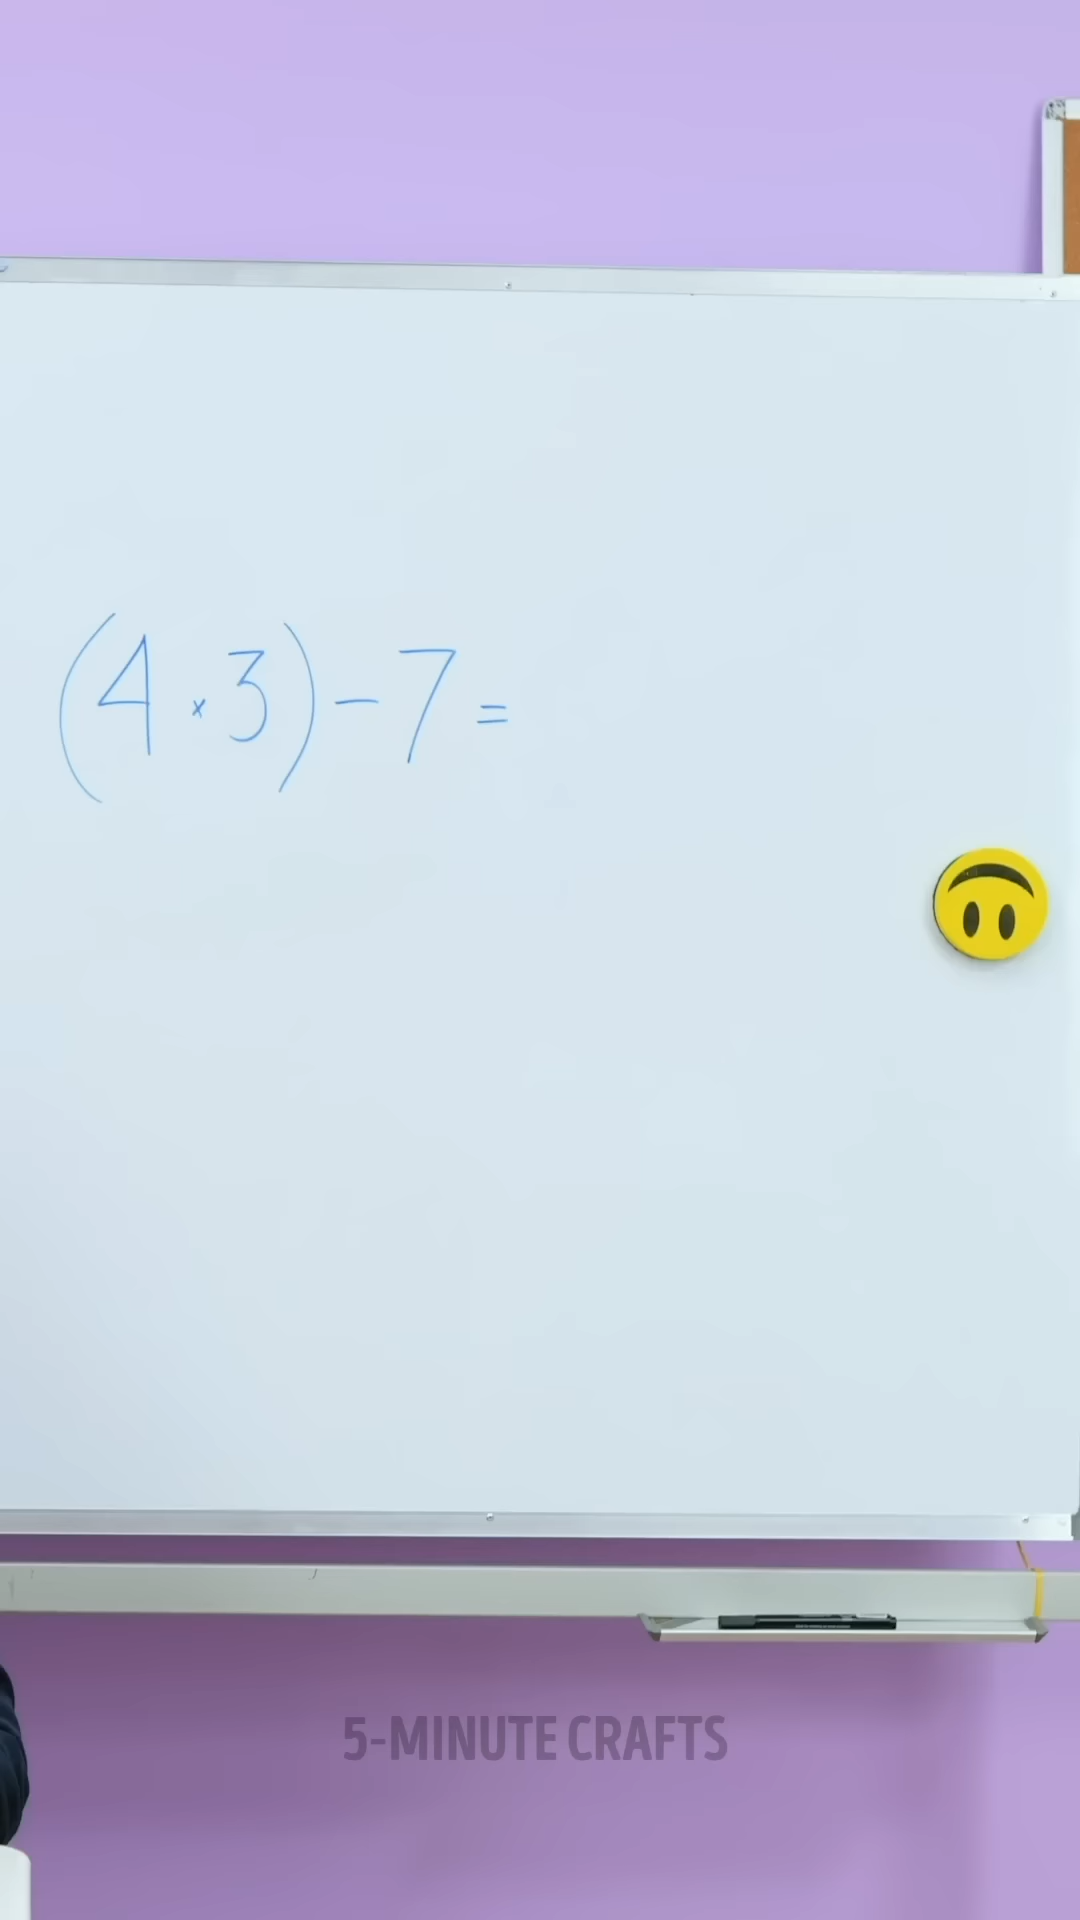 (4 × 3) - 7 =
5-MINUTE CRAFTS